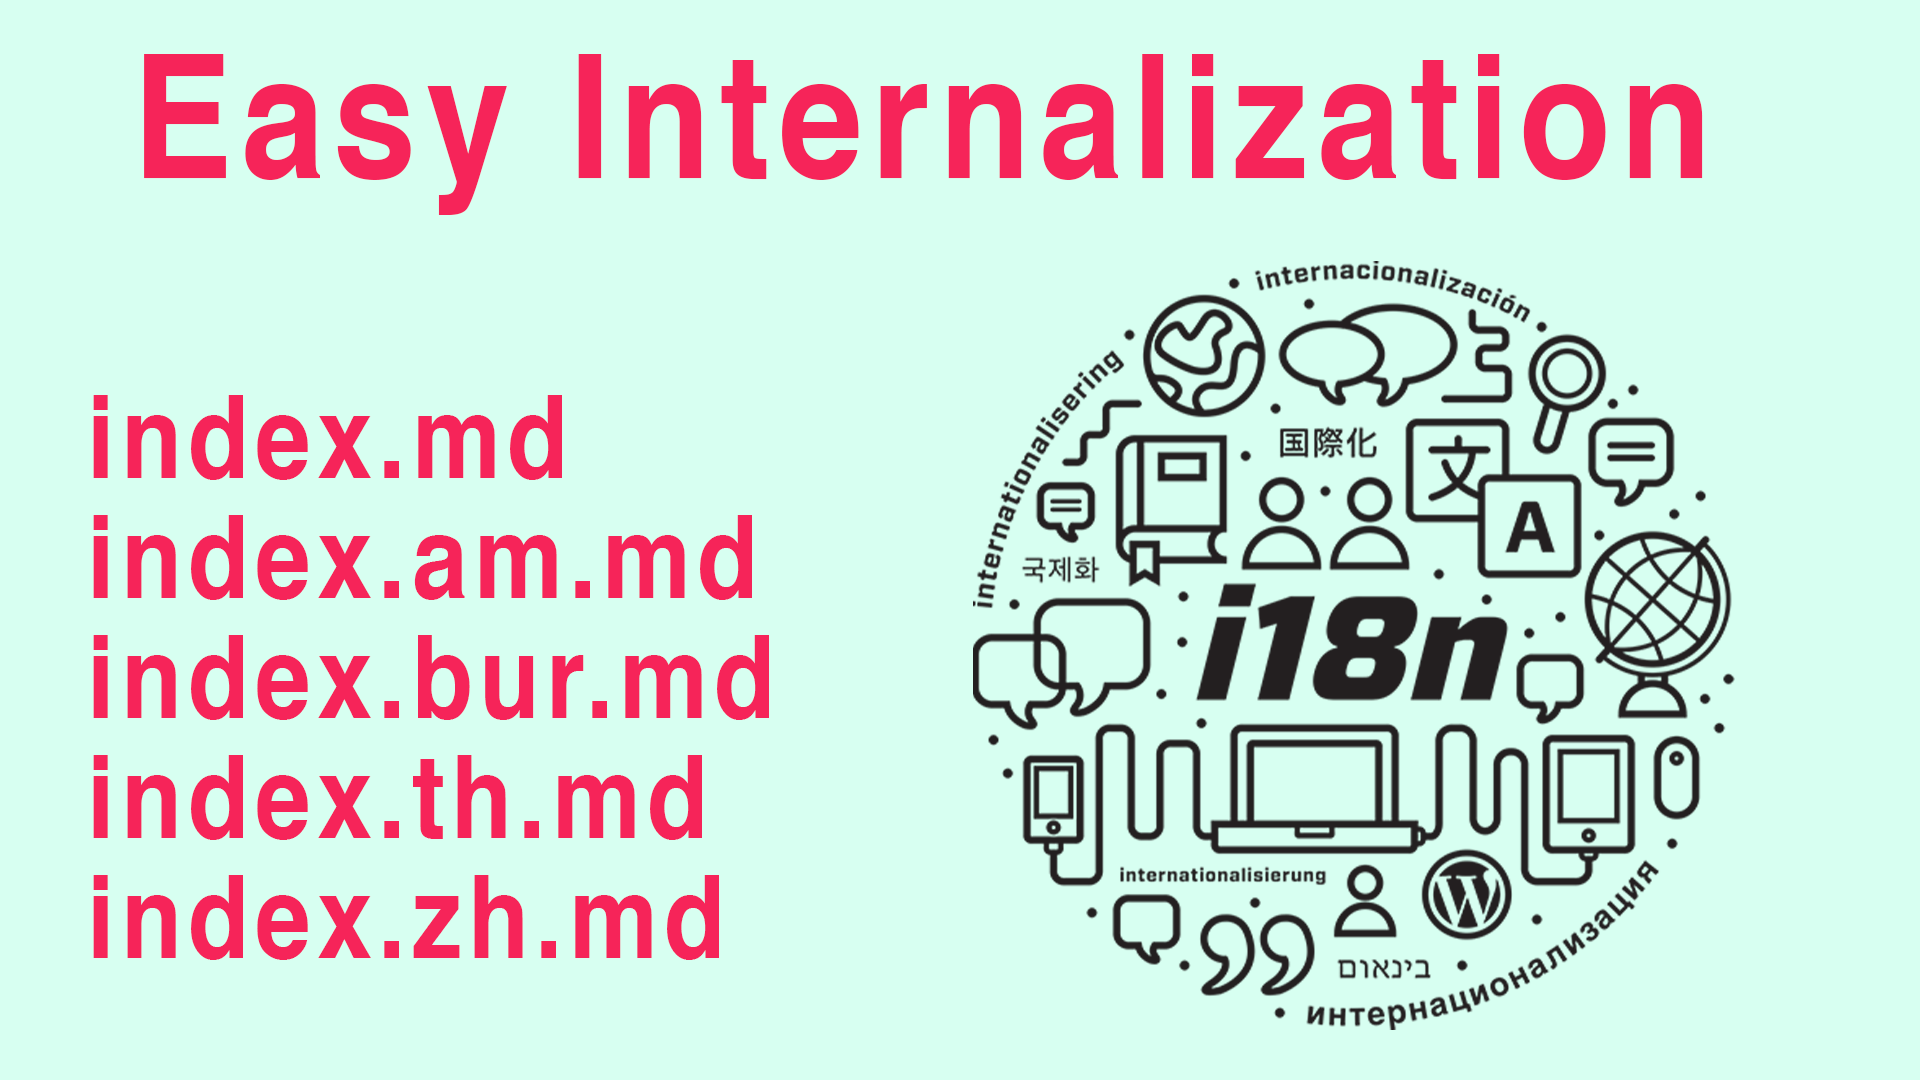 Easy Internalization
index.md
index.am.md
index.bur.md
index.th.md
index.zh.md
internacionalización
internationalisering
国際化
文
A
국제화
i18n
internationalisierung
W
בינאום
интернационализация